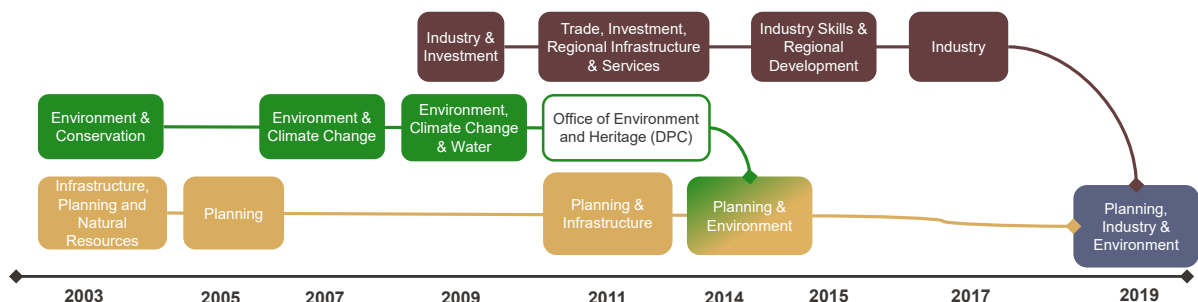 Industry &
Investment
Trade, Investment,
Regional Infrastructure
& Services
Industry Skills &
Regional
Development
Industry
Environment &
Conservation
Environment &
Climate Change
Environment,
Climate Change
& Water
Office of Environment
and Heritage (DPC)
Infrastructure,
Planning and
Natural
Resources
Planning
Planning &
Infrastructure
Planning &
Environment
Planning,
Industry &
Environment
2003
2005
2007
2009
2011
2014
2015
2017
2019